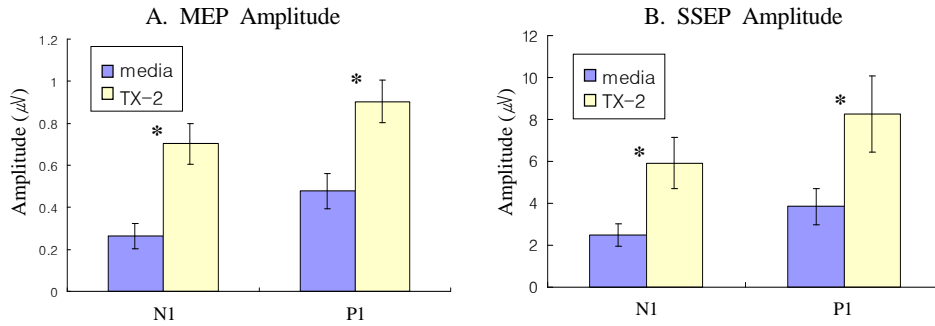 A. MEP Amplitude
Amplitude (㎶)
1.2
1
0.8
0.6
0.4
0.2
0
media
TX-2
*
*
N1
P1
B. SSEP Amplitude
Amplitude (㎶)
12
10
8
6
4
2
0
media
TX-2
*
*
N1
P1